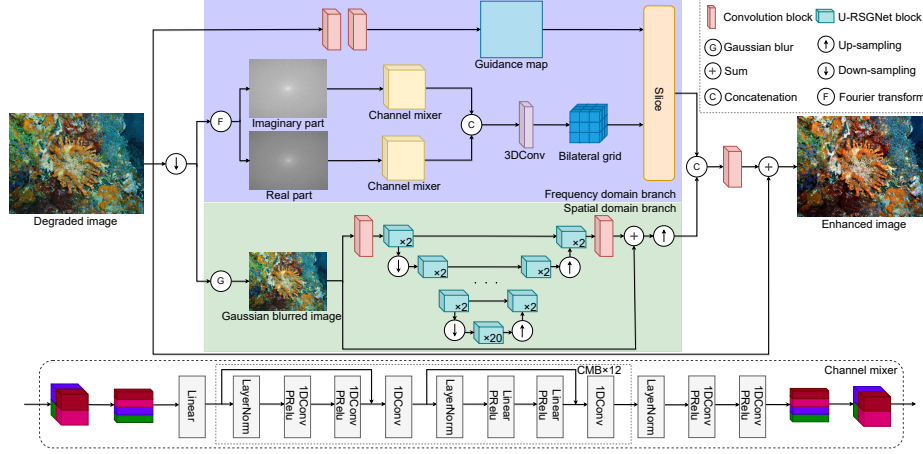 Convolution block
U-RSGNet block
G
Gaussian blur
Up-sampling
+
Sum
Down-sampling
C
Concatenation
F
Fourier transform
Guidance map
Slice
F
Imaginary part
Channel mixer
C
3DConv
Bilateral grid
Real part
Channel mixer
Degraded image
C
+
Enhanced image
Frequency domain branch
Spatial domain branch
G
Gaussian blurred image
×2
×2
+
×2
×2
. . .
×2
×2
×20
CMB×12
Channel mixer
Linear
LayerNorm
1DConv
PRelu
1DConv
PRelu
1DConv
LayerNorm
Linear
PRelu
Linear
PRelu
1DConv
LayerNorm
1DConv
PRelu
1DConv
PRelu